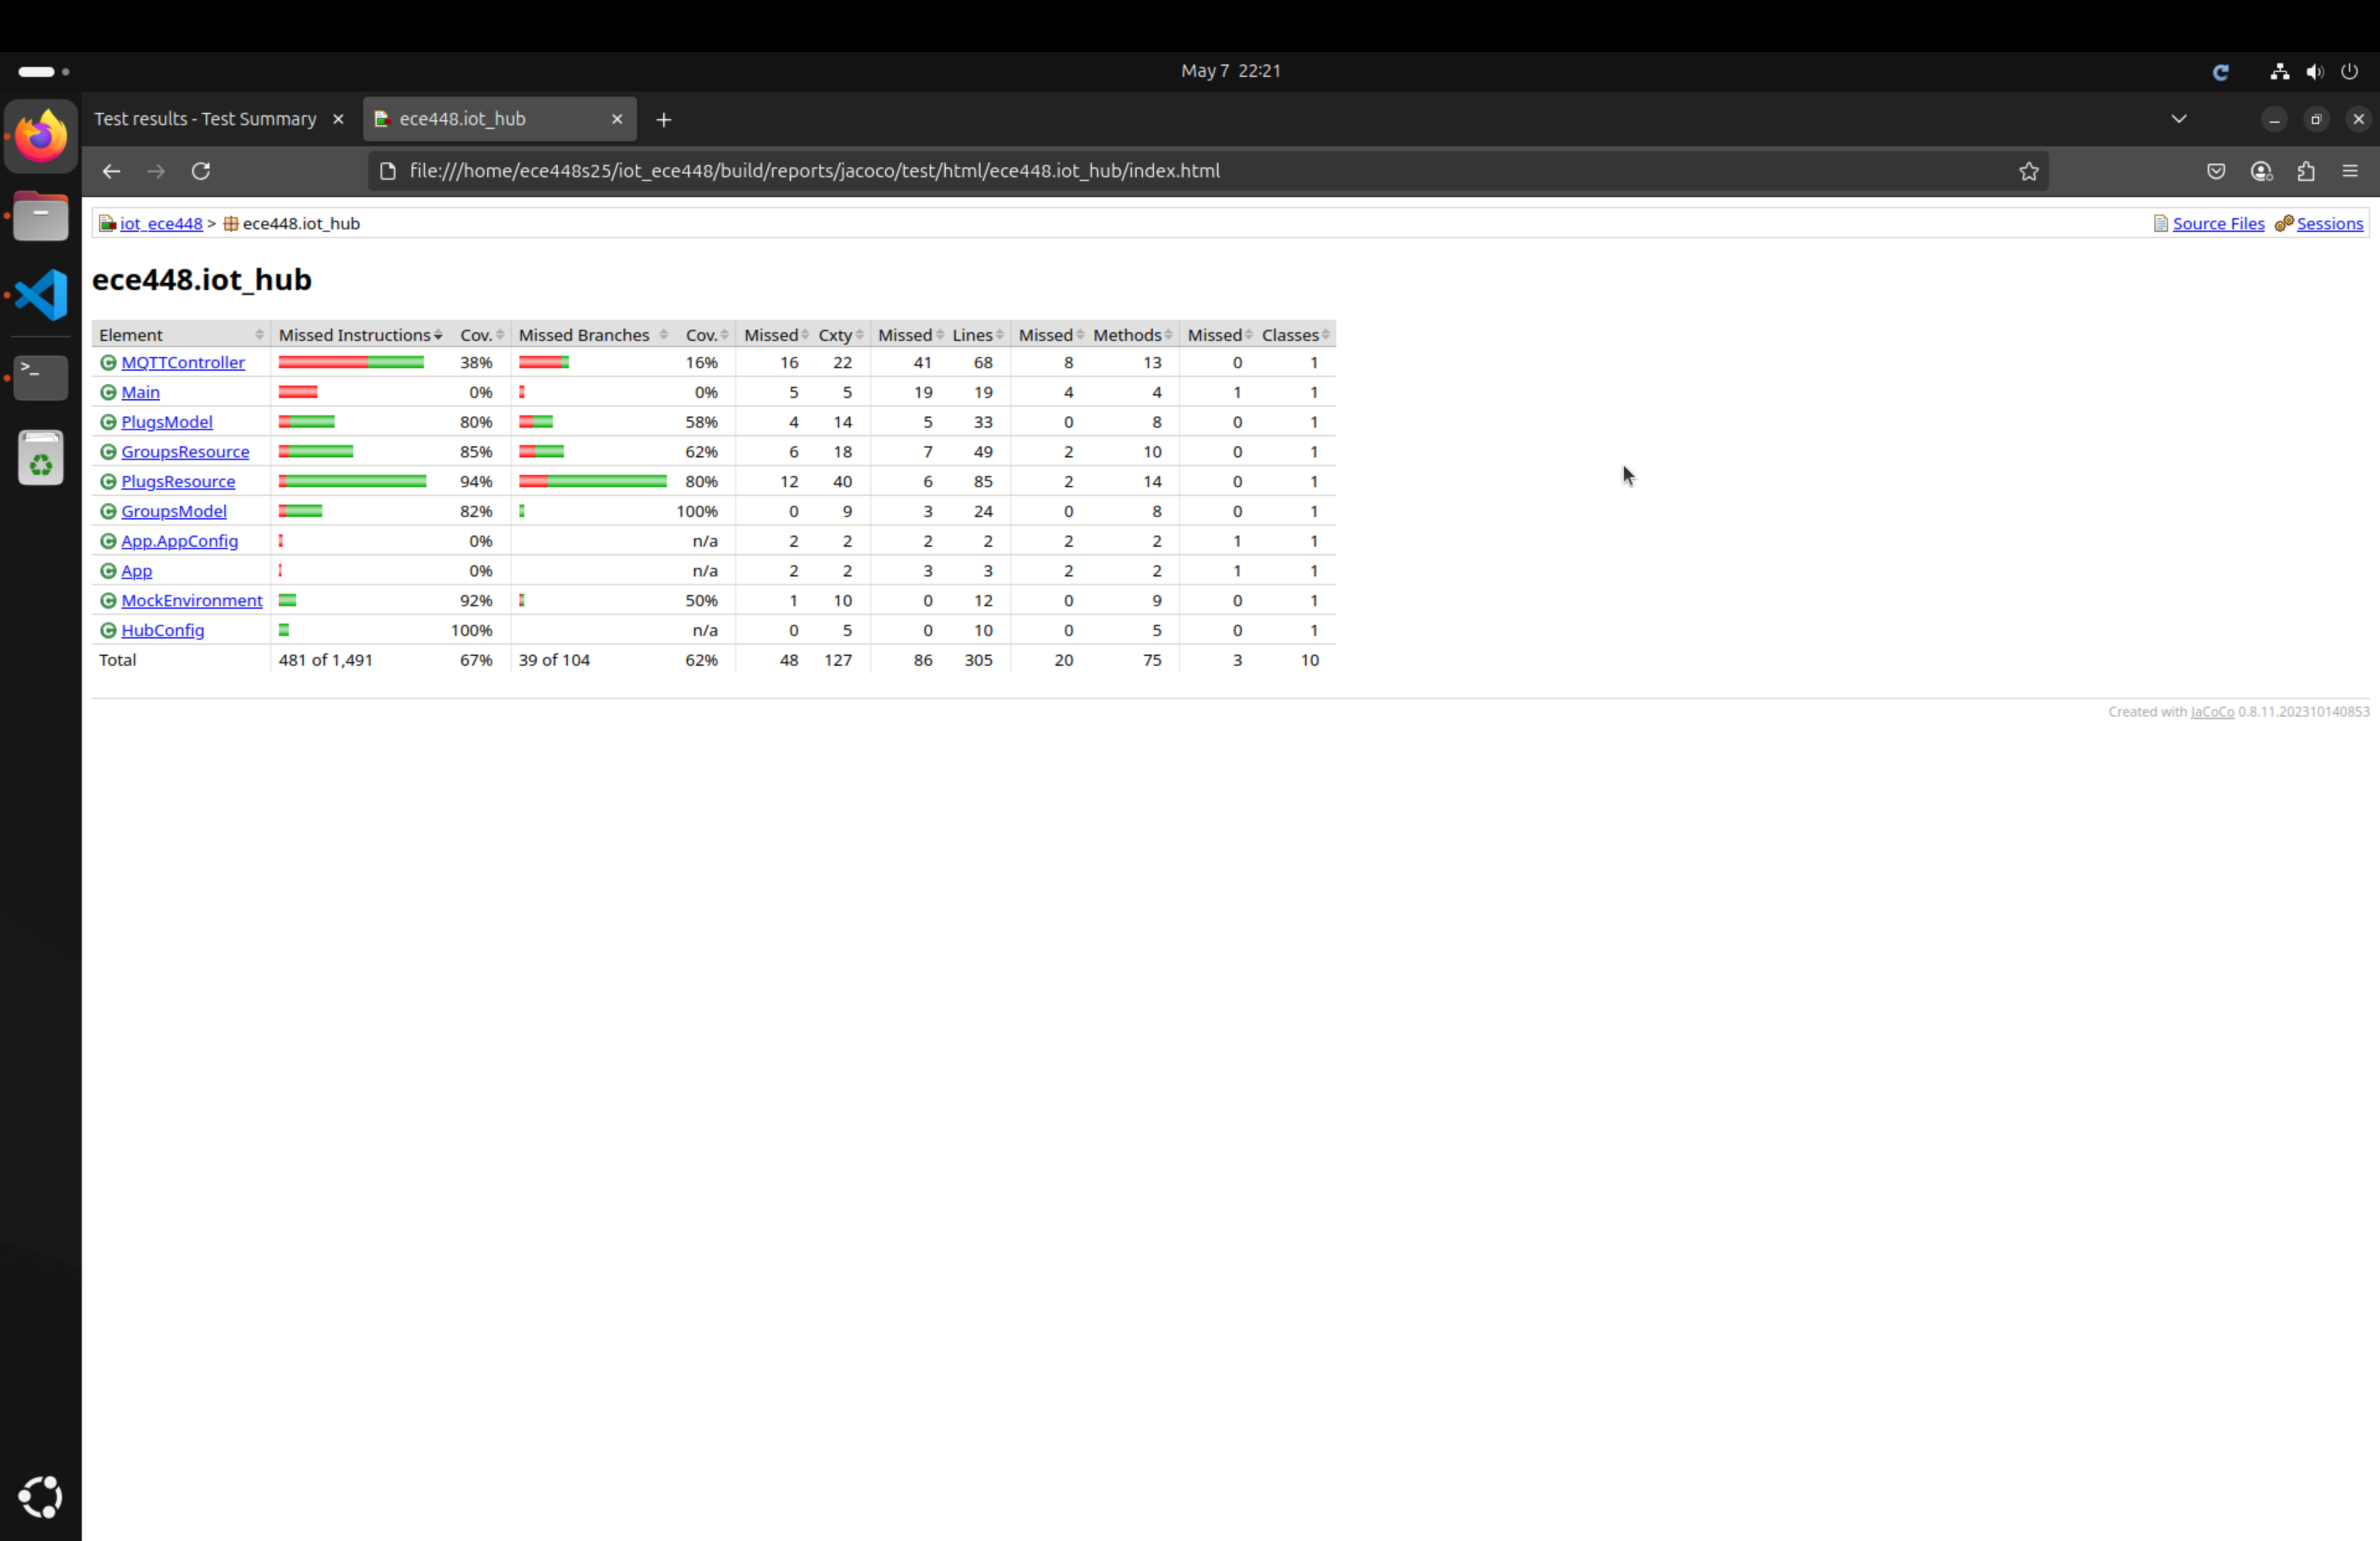 May 7 22:21
Test results - Test Summary
ece448.iot_hub
file:///home/ece448s25/iot_ece448/build/reports/jacoco/test/html/ece448.iot_hub/index.html
iot_ece448 > ece448.iot_hub Source Files Sessions
ece448.iot_hub
Element Missed Instructions Cov. Missed Branches Cov. Missed Cxty Missed Lines Missed Methods Missed Classes
MQTTController 38% 16% 16 22 41 68 8 13 0 1
Main 0% 0% 5 5 19 19 4 4 1 1
PlugsModel 80% 58% 4 14 5 33 0 8 0 1
GroupsResource 85% 62% 6 18 7 49 2 10 0 1
PlugsResource 94% 80% 12 40 6 85 2 14 0 1
GroupsModel 82% 100% 0 9 3 24 0 8 0 1
App.AppConfig 0% n/a 2 2 2 2 2 2 1 1
App 0% n/a 2 2 3 3 2 2 1 1
MockEnvironment 92% 50% 1 10 0 12 0 9 0 1
HubConfig 100% n/a 0 5 0 10 0 5 0 1
Total 481 of 1,491 67% 39 of 104 62% 48 127 86 305 20 75 3 10
Created with JaCoCo 0.8.11.202310140853